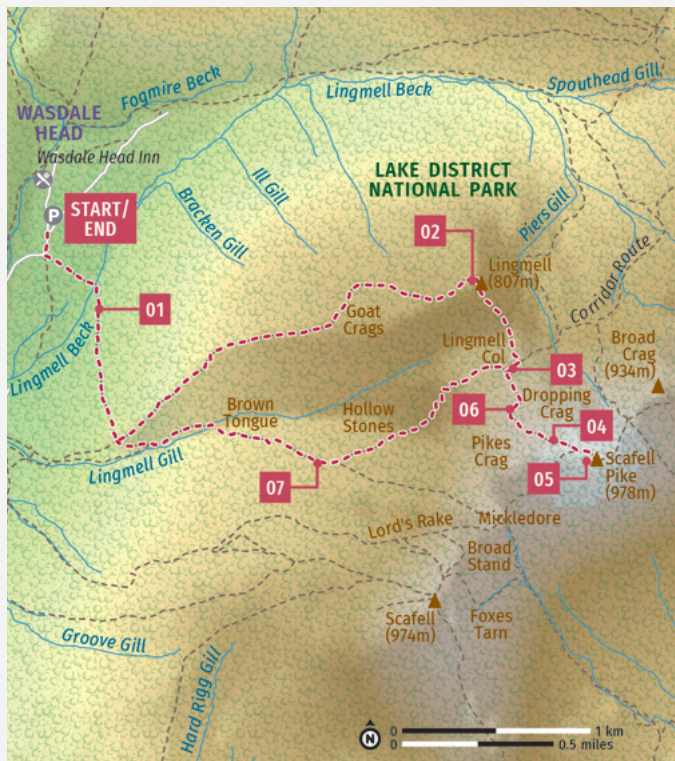 Fogmire Beck
Lingmell Beck
Spouthead Gill
WASDALE
HEAD
Wasdale Head Inn
P
START/
END
Ill Gill
Bracken Gill
LAKE DISTRICT
NATIONAL PARK
Piers Gill
02
Lingmell
(807m)
Corridor Route
01
Goat
Crags
Lingmell Beck
Lingmell
Col
03
Broad
Crag
(934m)
Dropping
Crag
06
04
Brown
Tongue
Hollow
Stones
Pikes
Crag
05
Scafell
Pike
(978m)
Lingmell Gill
07
Lord's Rake
Mickledore
Broad
Stand
Scafell
(974m)
Foxes
Tarn
Groove Gill
Hard Rigg Gill
N
0
1 km
0
0.5 miles